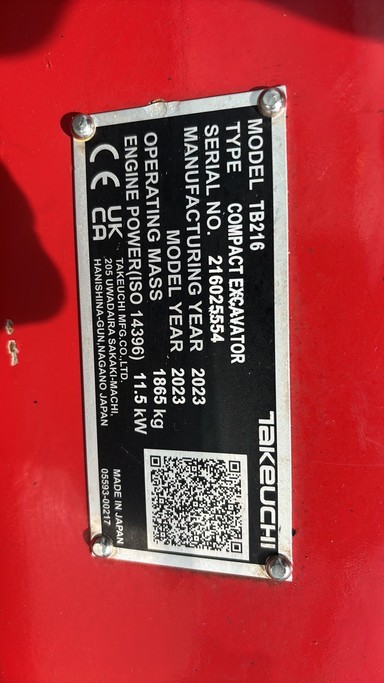 TAKEUCHI
MODEL TB216
TYPE COMPACT EXCAVATOR
SERIAL NO. 216025554
MANUFACTURING YEAR 2023
MODEL YEAR 2023
OPERATING MASS 1865 kg
ENGINE POWER(ISO 14396) 11.5 kW
CE UK CA
TAKEUCHI MFG.CO.,LTD.
205 UWADAIRA SAKAKI-MACHI,
HANISHINA-GUN,NAGANO JAPAN
MADE IN JAPAN
05593-00217